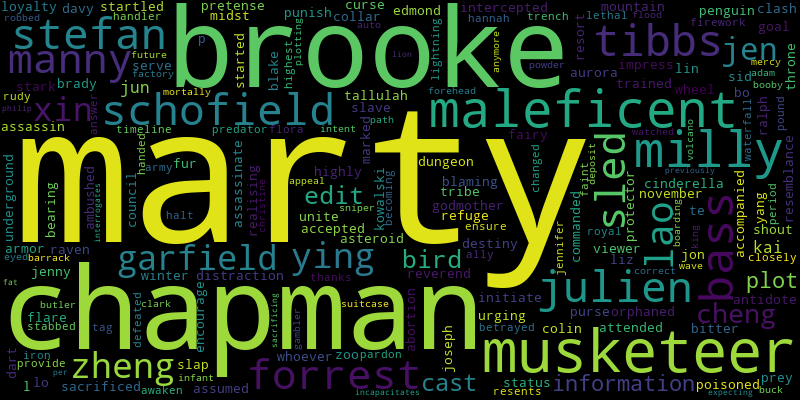 loyalty davy startled pretense handler curse edmond intercepted mountain penguin clash
robbed stefan brooke midst punish collar hannah trench lethal flood firework goal
manny p started highest plotting lightning anymore resort tibbs jen throne
future serve blake powder aurora impress lin sid mercy
rudy stark brady jun factory auto lion trained wheel bo adam booby
philip xin answer mortally tallulah slave forehead maleficent ralph pound
assassin schofield path waterfall
timeline predator flora intent marked fairy watched volcano
marty
underground handed fur army assassinate highly dungeon changed sled milly previously resemblance
council realising christine appeal kowalski becoming blaming faint deposit cinderella
bearing ambushed interrogates edit sniper tribe godmother commanded protector november period
armor halt unite accepted refuge ensure royal te yang shout
raven garfield ying asteroid bird destiny ally viewer lao boarding bass accompanied kai
eyed barrack jenny winter distraction thanks reverend jennifer liz king jon closely
fat chapman encourage initiate julien correct wave plot
butler clark suitcase abortion purse orphaned cheng antidote
flare tag defeated sacrificing gambler urging betrayed colin attended bitter
stabbed whoever joseph musketeer
dart iron zheng slap zoopardon
provide infant forrest cast status information poisoned prey
l lo per sacrificed awaken assumed incapacitates resents expecting buck